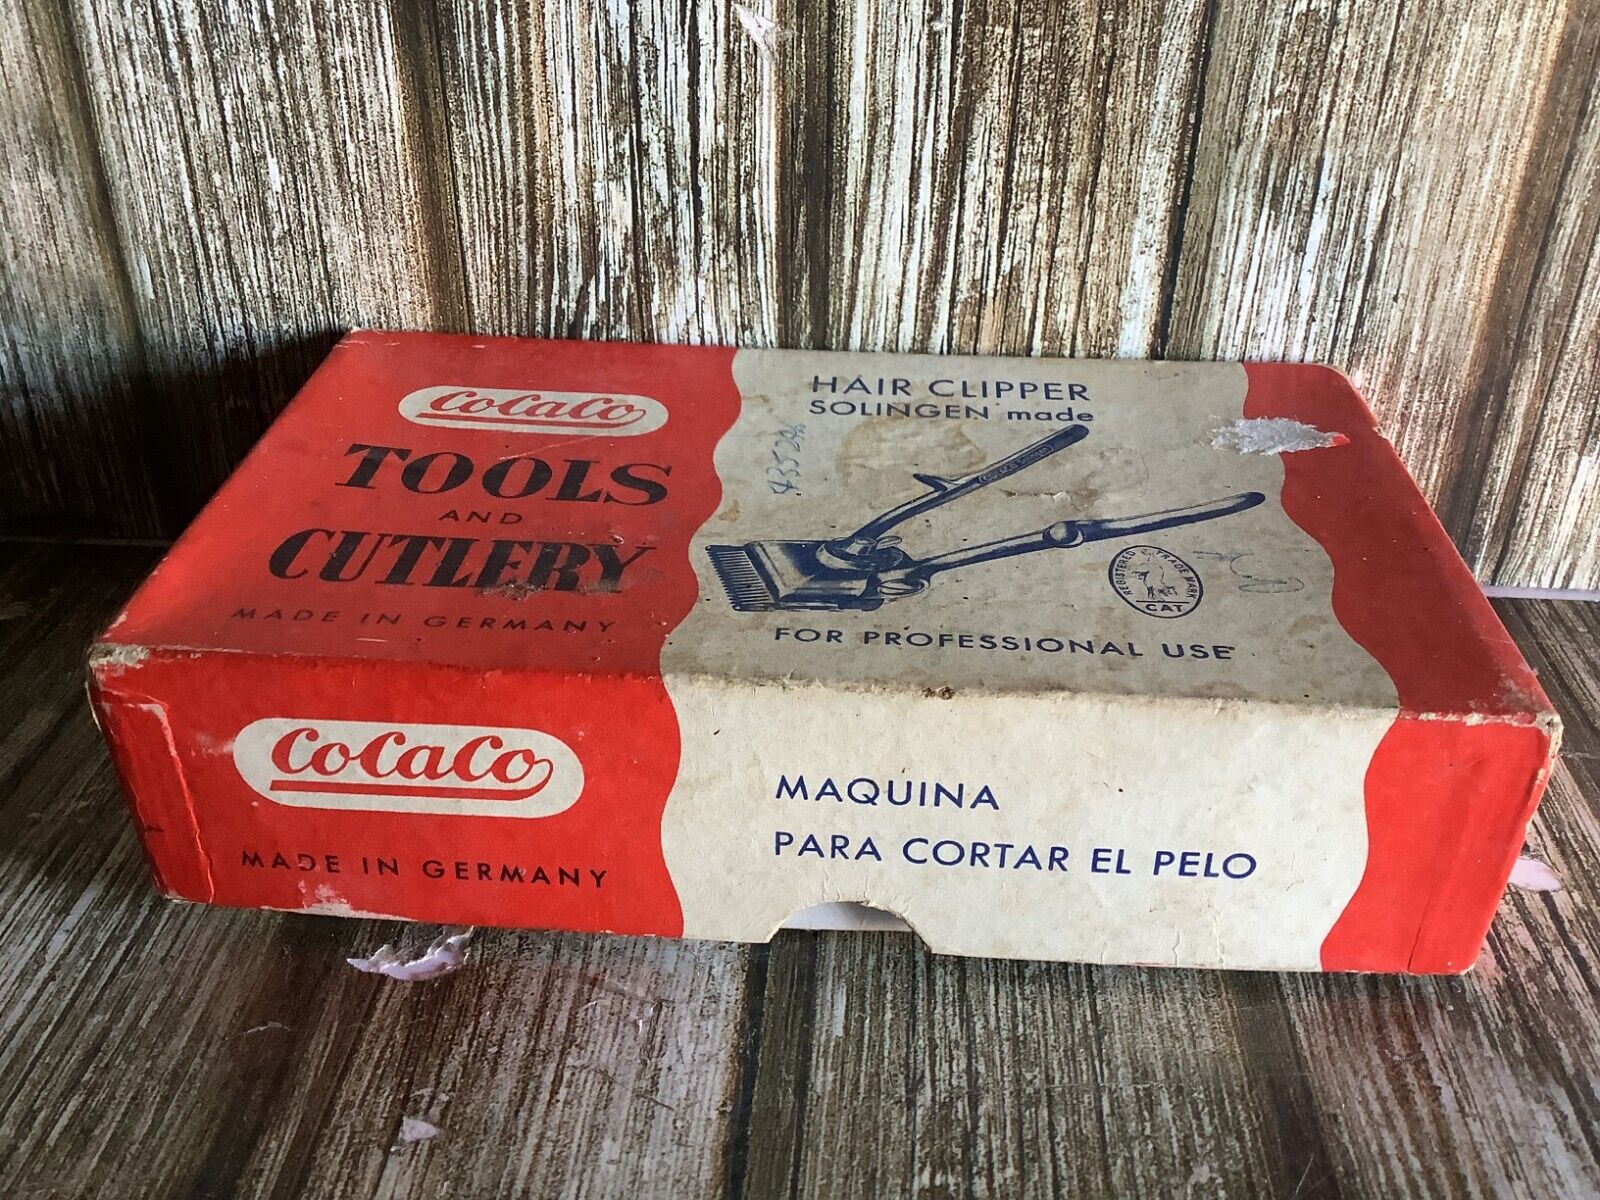 CoCaCo
TOOLS
AND
CUTLERY
MADE IN GERMANY
HAIR CLIPPER
SOLINGEN made
REGISTERED TRADE MARK
CAT
FOR PROFESSIONAL USE
CoCaCo
MADE IN GERMANY
MAQUINA
PARA CORTAR EL PELO